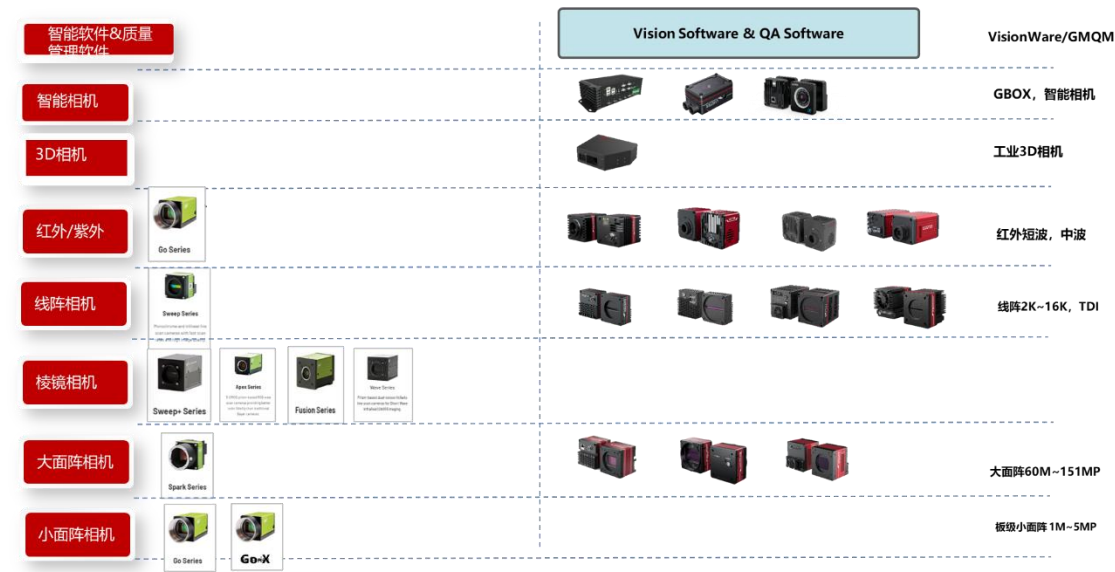 智能软件&质量
管理软件
Vision Software & QA Software
VisionWare/GMQM
智能相机
GBOX，智能相机
3D相机
工业3D相机
Go Series
红外/紫外
红外短波，中波
线阵相机
Sweep Series
线阵2K~16K，TDI
棱镜相机
Sweep+ Series
Apex Series
Fusion Series
Wave Series
大面阵相机
Spark Series
大面阵60M~151MP
小面阵相机
Go Series
Go-X
板级小面阵 1M~5MP